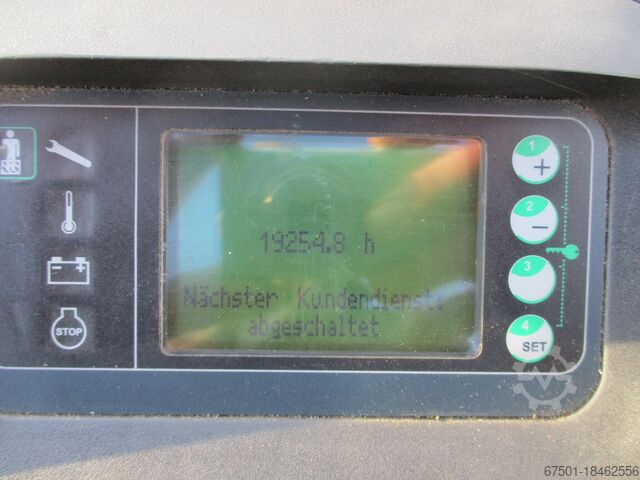 19254.8 h
Nächster Kundendienst:
abgeschaltet
1
+
2
−
3
4
SET
− +
STOP
67501-18462556